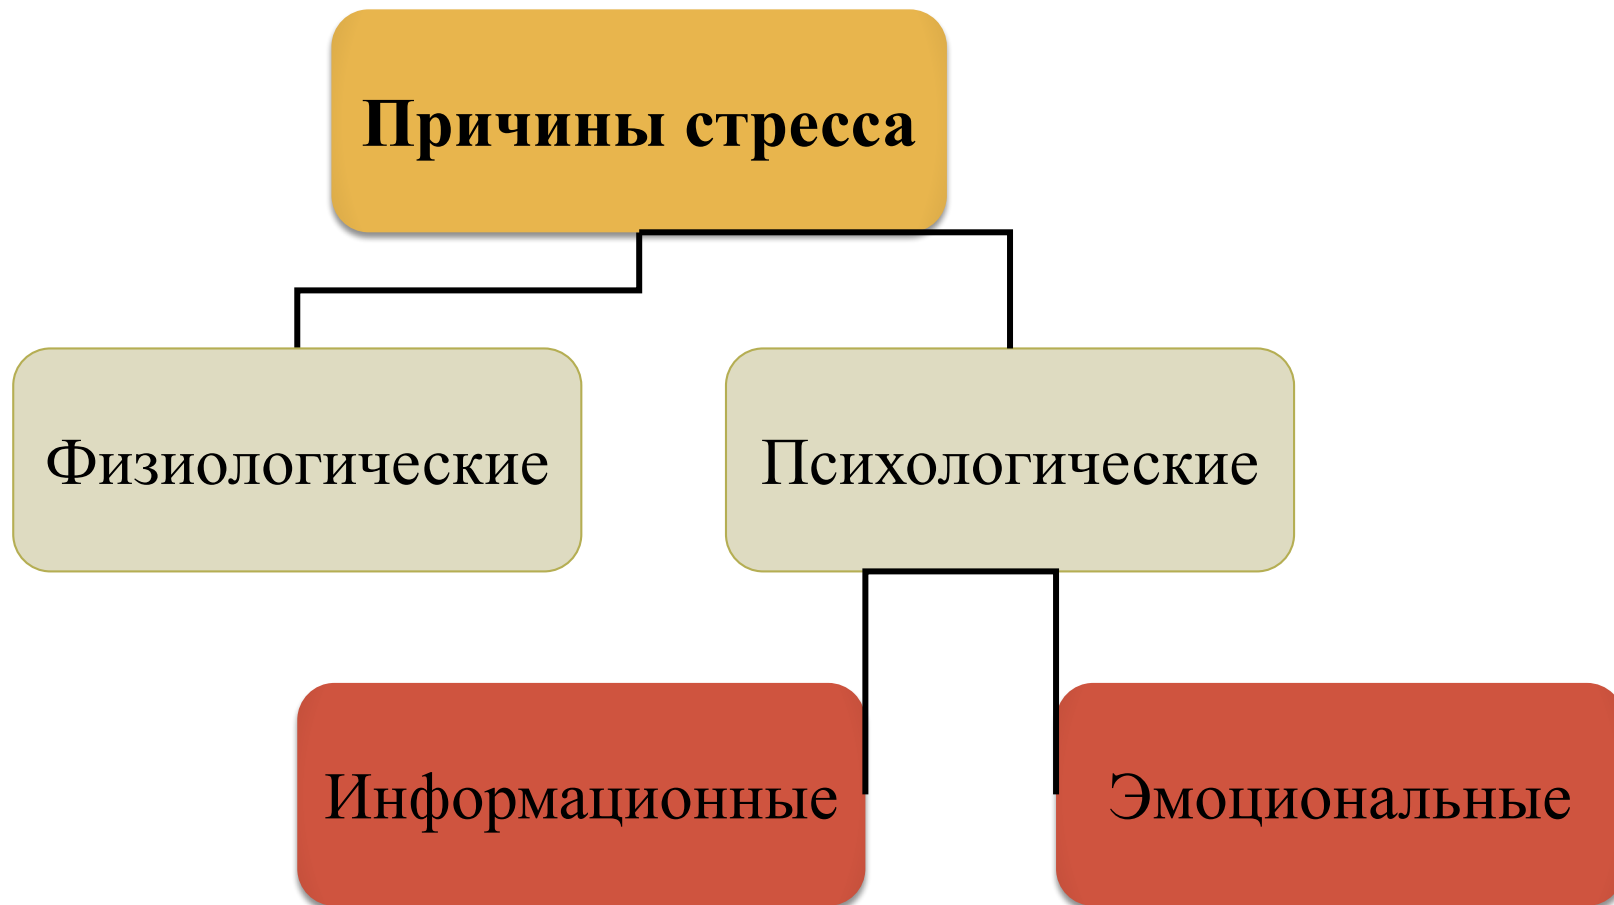 Причины стресса
Физиологические
Психологические
Информационные
Эмоциональные